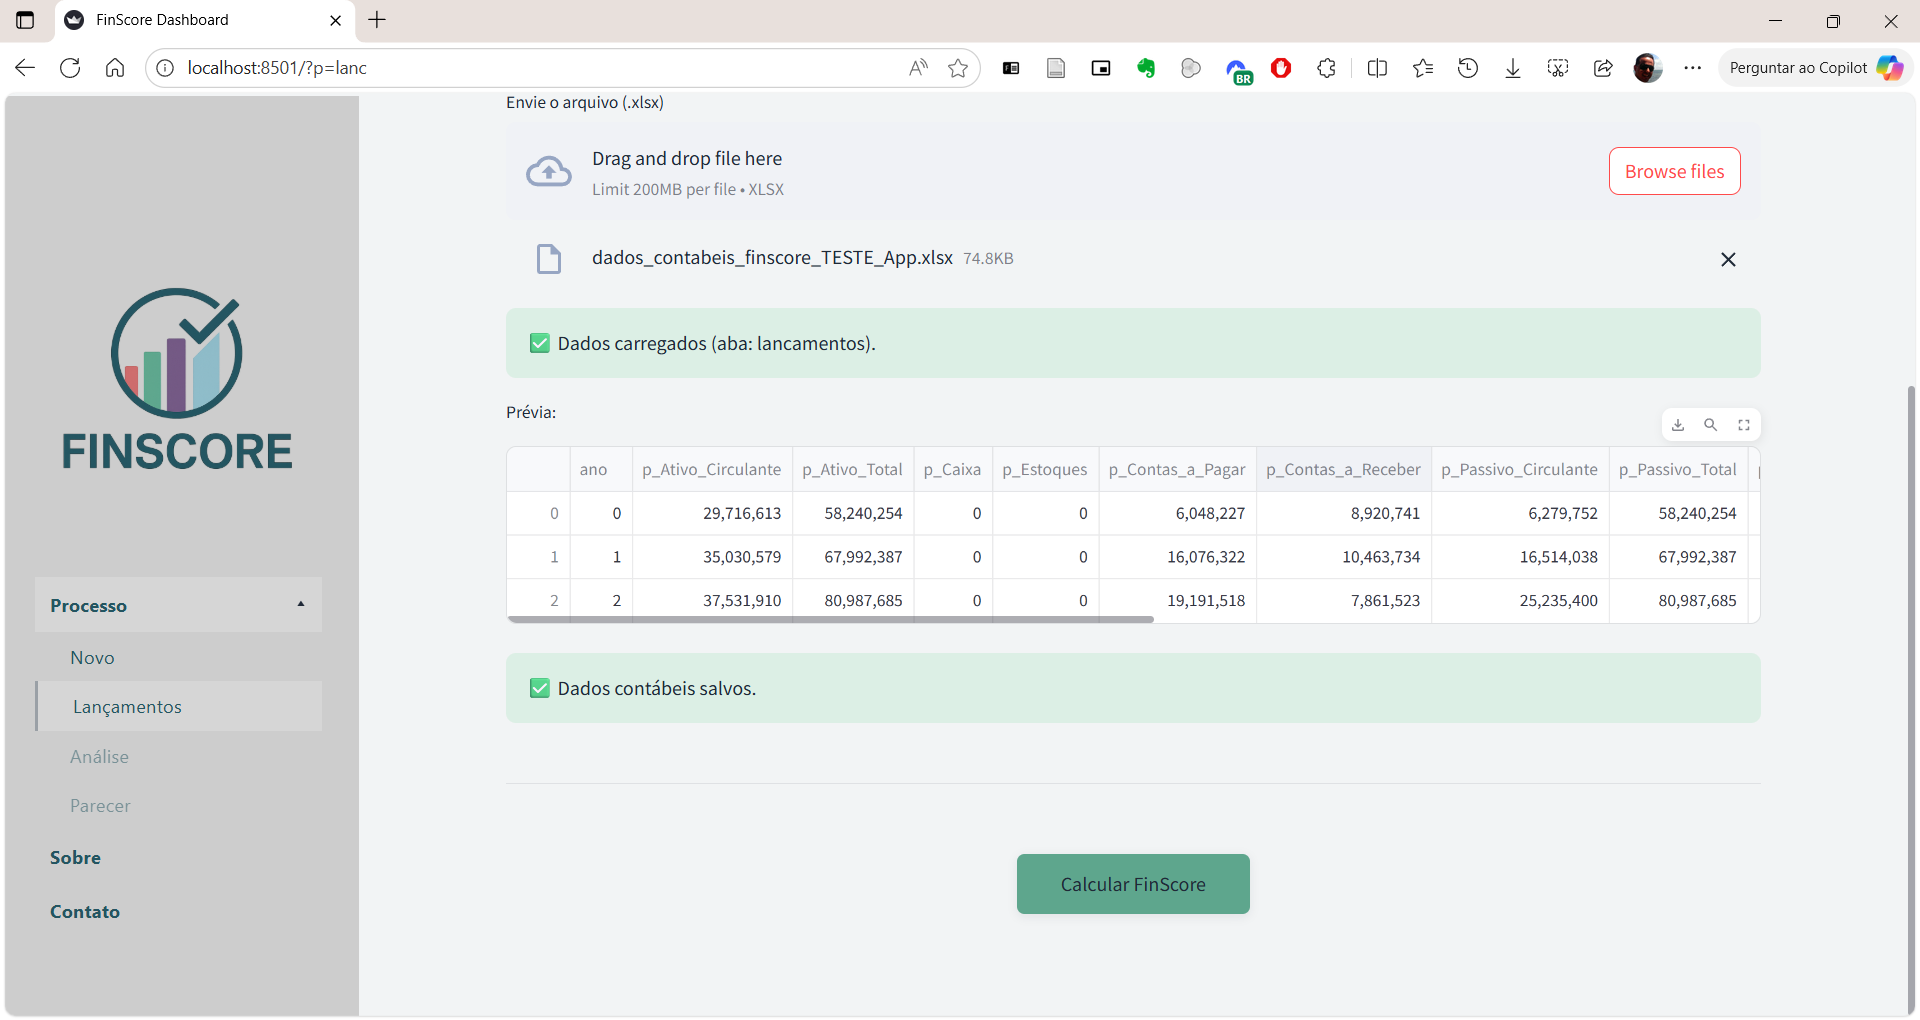 FinScore Dashboard
localhost:8501/?p=lanc
BR
Perguntar ao Copilot
Envie o arquivo (.xlsx)
Drag and drop file here
Limit 200MB per file • XLSX
Browse files
dados_contabeis_finscore_TESTE_App.xlsx 74.8KB
✅ Dados carregados (aba: lancamentos).
Prévia:
ano p_Ativo_Circulante p_Ativo_Total p_Caixa p_Estoques p_Contas_a_Pagar p_Contas_a_Receber p_Passivo_Circulante p_Passivo_Total
0 0 29,716,613 58,240,254 0 0 6,048,227 8,920,741 6,279,752 58,240,254
1 1 35,030,579 67,992,387 0 0 16,076,322 10,463,734 16,514,038 67,992,387
2 2 37,531,910 80,987,685 0 0 19,191,518 7,861,523 25,235,400 80,987,685
✅ Dados contábeis salvos.
Calcular FinScore
FINSCORE
Processo
Novo
Lançamentos
Análise
Parecer
Sobre
Contato